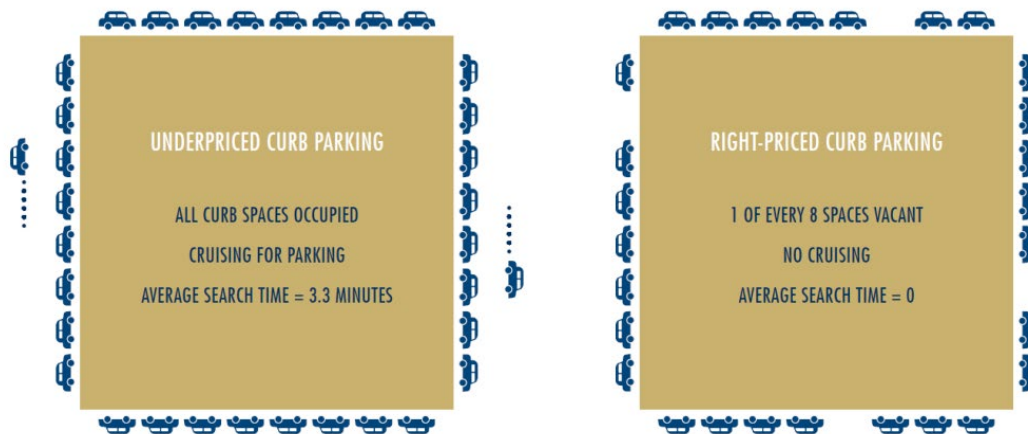 UNDERPRICED CURB PARKING
ALL CURB SPACES OCCUPIED
CRUISING FOR PARKING
AVERAGE SEARCH TIME = 3.3 MINUTES
RIGHT-PRICED CURB PARKING
1 OF EVERY 8 SPACES VACANT
NO CRUISING
AVERAGE SEARCH TIME = 0